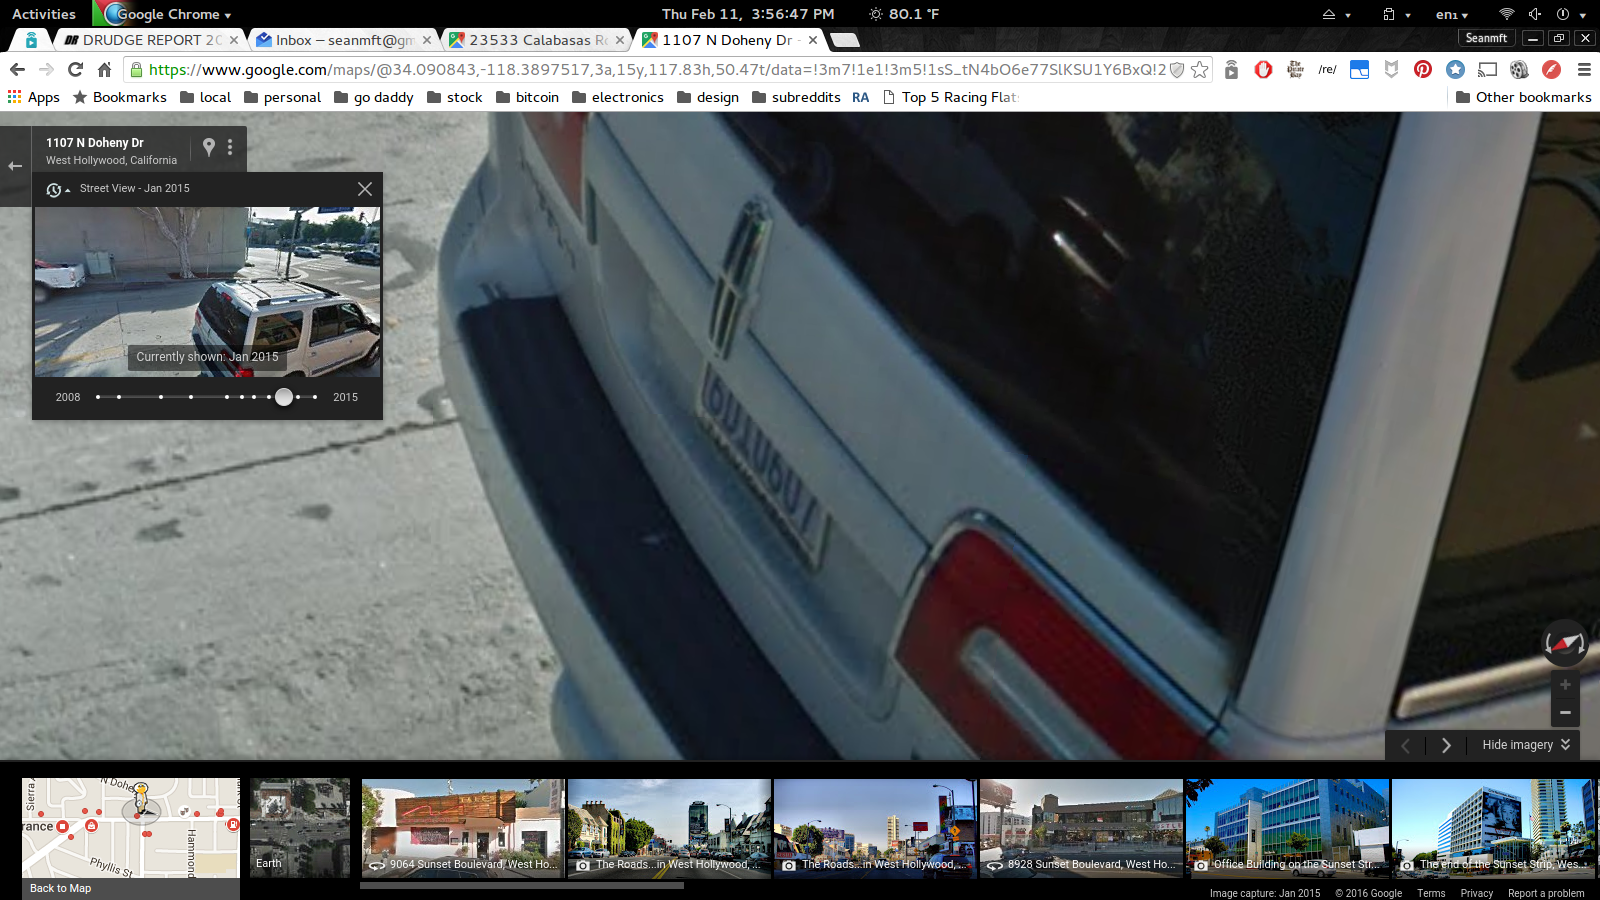 Activities
Google Chrome
Thu Feb 11, 3:56:47 PM
80.1 °F
en₁
DRUDGE REPORT 20
Inbox – seanmft@gm
23533 Calabasas Ro
1107 N Doheny Dr -
Seanmft
https://www.google.com/maps/@34.090843,-118.3897517,3a,15y,117.83h,50.47t/data=!3m7!1e1!3m5!1sS_tN4bO6e77SlKSU1Y6BxQ!2
/re/
Apps
Bookmarks
local
personal
go daddy
stock
bitcoin
electronics
design
subreddits
RA
Top 5 Racing Flat
Other bookmarks
1107 N Doheny Dr
West Hollywood, California
Street View - Jan 2015
Currently shown: Jan 2015
2008
2015
Hide imagery
N Dohe
Sierra
rance
Phyllis St
Hammond
Back to Map
Earth
9064 Sunset Boulevard, West Ho...
The Roads...in West Hollywood, ...
The Roads...in West Hollywood, ...
8928 Sunset Boulevard, West Ho...
Office Building on the Sunset Str...
The end of the Sunset Strip, Wes...
Image capture: Jan 2015
© 2016 Google
Terms
Privacy
Report a problem